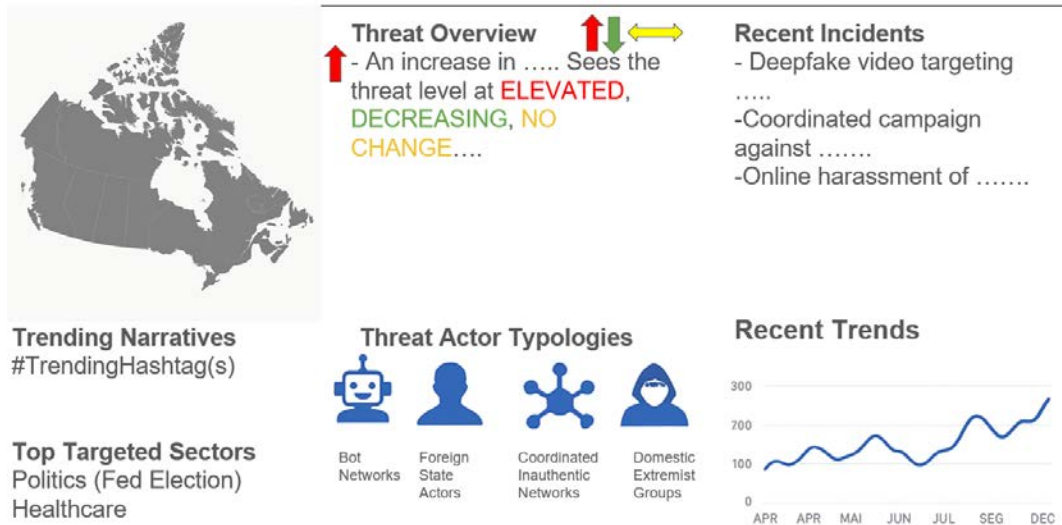 Threat Overview
- An increase in ..... Sees the
threat level at ELEVATED,
DECREASING, NO
CHANGE....
Recent Incidents
- Deepfake video targeting
.....
-Coordinated campaign
against .......
-Online harassment of .......
Trending Narratives
#TrendingHashtag(s)
Top Targeted Sectors
Politics (Fed Election)
Healthcare
Threat Actor Typologies
Bot
Networks
Foreign
State
Actors
Coordinated
Inauthentic
Networks
Domestic
Extremist
Groups
Recent Trends
300
200
100
0
APR APR MAI JUN JUL SEG DEC